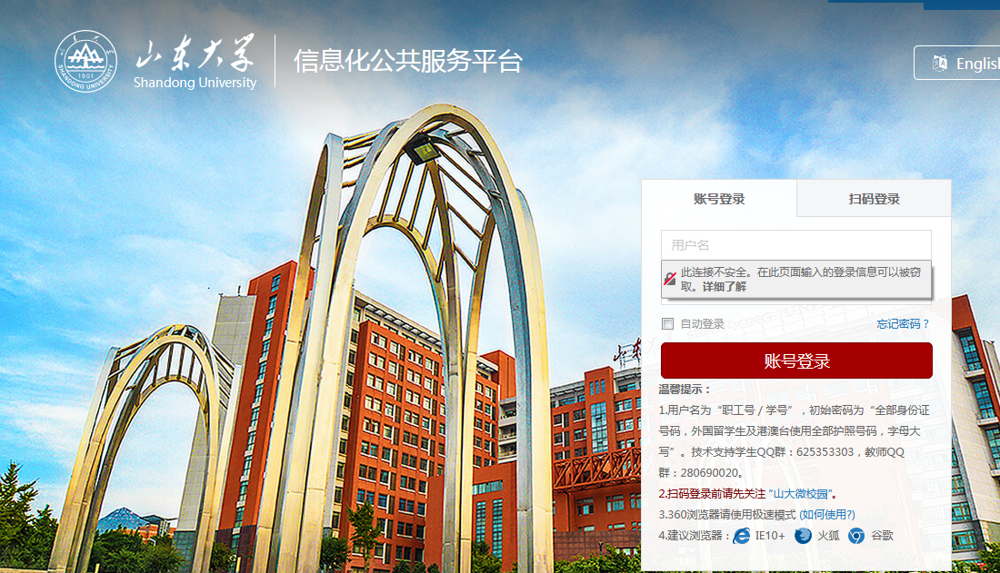 山东大学
Shandong University
SHANDONG UNIVERSITY
1901
信息化公共服务平台
English
账号登录
扫码登录
用户名
此连接不安全。在此页面输入的登录信息可以被窃
取。详细了解
自动登录
忘记密码？
账号登录
温馨提示：
1.用户名为“职工号 / 学号”，初始密码为“全部身份证
号码，外国留学生及港澳台使用全部护照号码，字母大
写”。技术支持学生QQ群：625353303，教师QQ
群：280690020。
2.扫码登录前请先关注 “山大微校园”。
3.360浏览器请使用极速模式 (如何使用?)
4.建议浏览器： IE10+ 火狐 谷歌